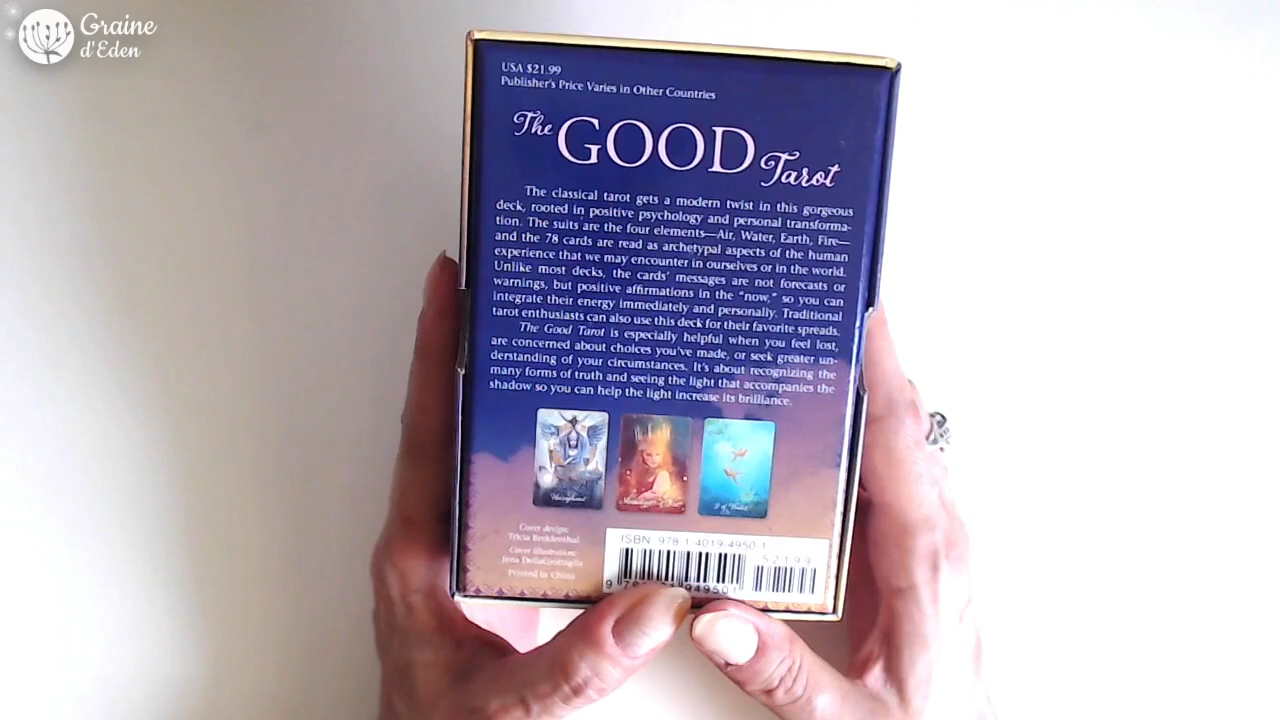 Graine
d'Eden
USA $21.99
Publisher's Price Varies in Other Countries
The GOOD Tarot
The classical tarot gets a modern twist in this gorgeous
deck, rooted in positive psychology and personal transforma-
tion. The suits are the four elements—Air, Water, Earth, Fire—
and the 78 cards are read as archetypal aspects of the human
experience that we may encounter in ourselves or in the world.
Unlike most decks, the cards' messages are not forecasts or
warnings, but positive affirmations in the "now," so you can
integrate their energy immediately and personally. Traditional
tarot enthusiasts can also use this deck for their favorite spreads.
The Good Tarot is especially helpful when you feel lost,
are concerned about choices you've made, or seek greater un-
derstanding of your circumstances. It's about recognizing the
many forms of truth and seeing the light that accompanies the
shadow so you can help the light increase its brilliance.
Cover design:
Tricia Breidenthal
Cover illustration:
Jena DellaGrottaglia
Printed in China
ISBN 978-1-4019-4950-1
52199